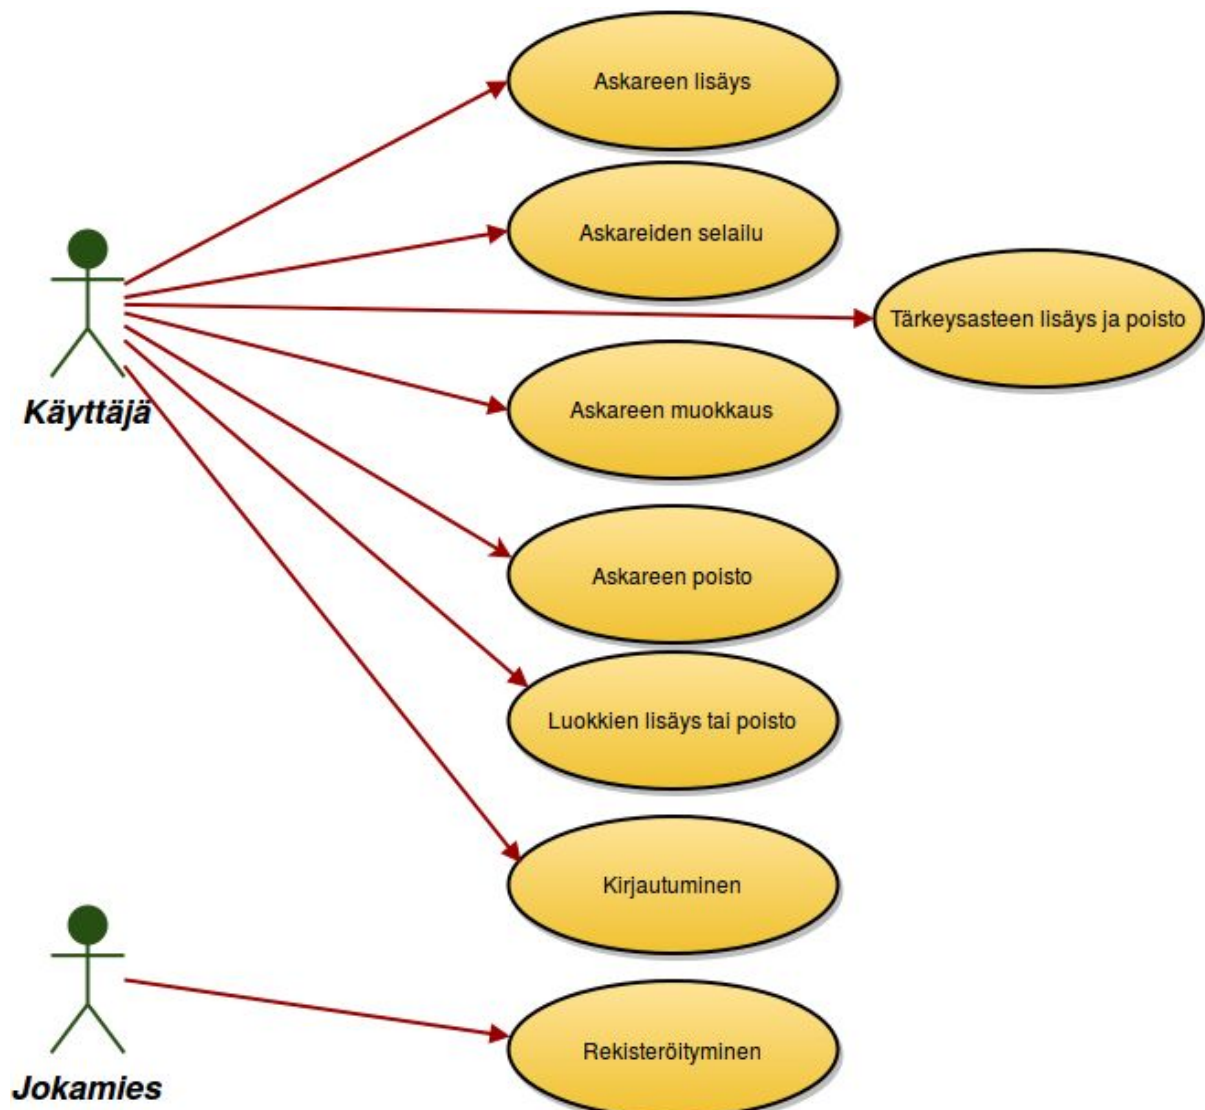 Askareen lisäys
Askareiden selailu
Tärkeysasteen lisäys ja poisto
Käyttäjä
Askareen muokkaus
Askareen poisto
Luokkien lisäys tai poisto
Kirjautuminen
Rekisteröityminen
Jokamies